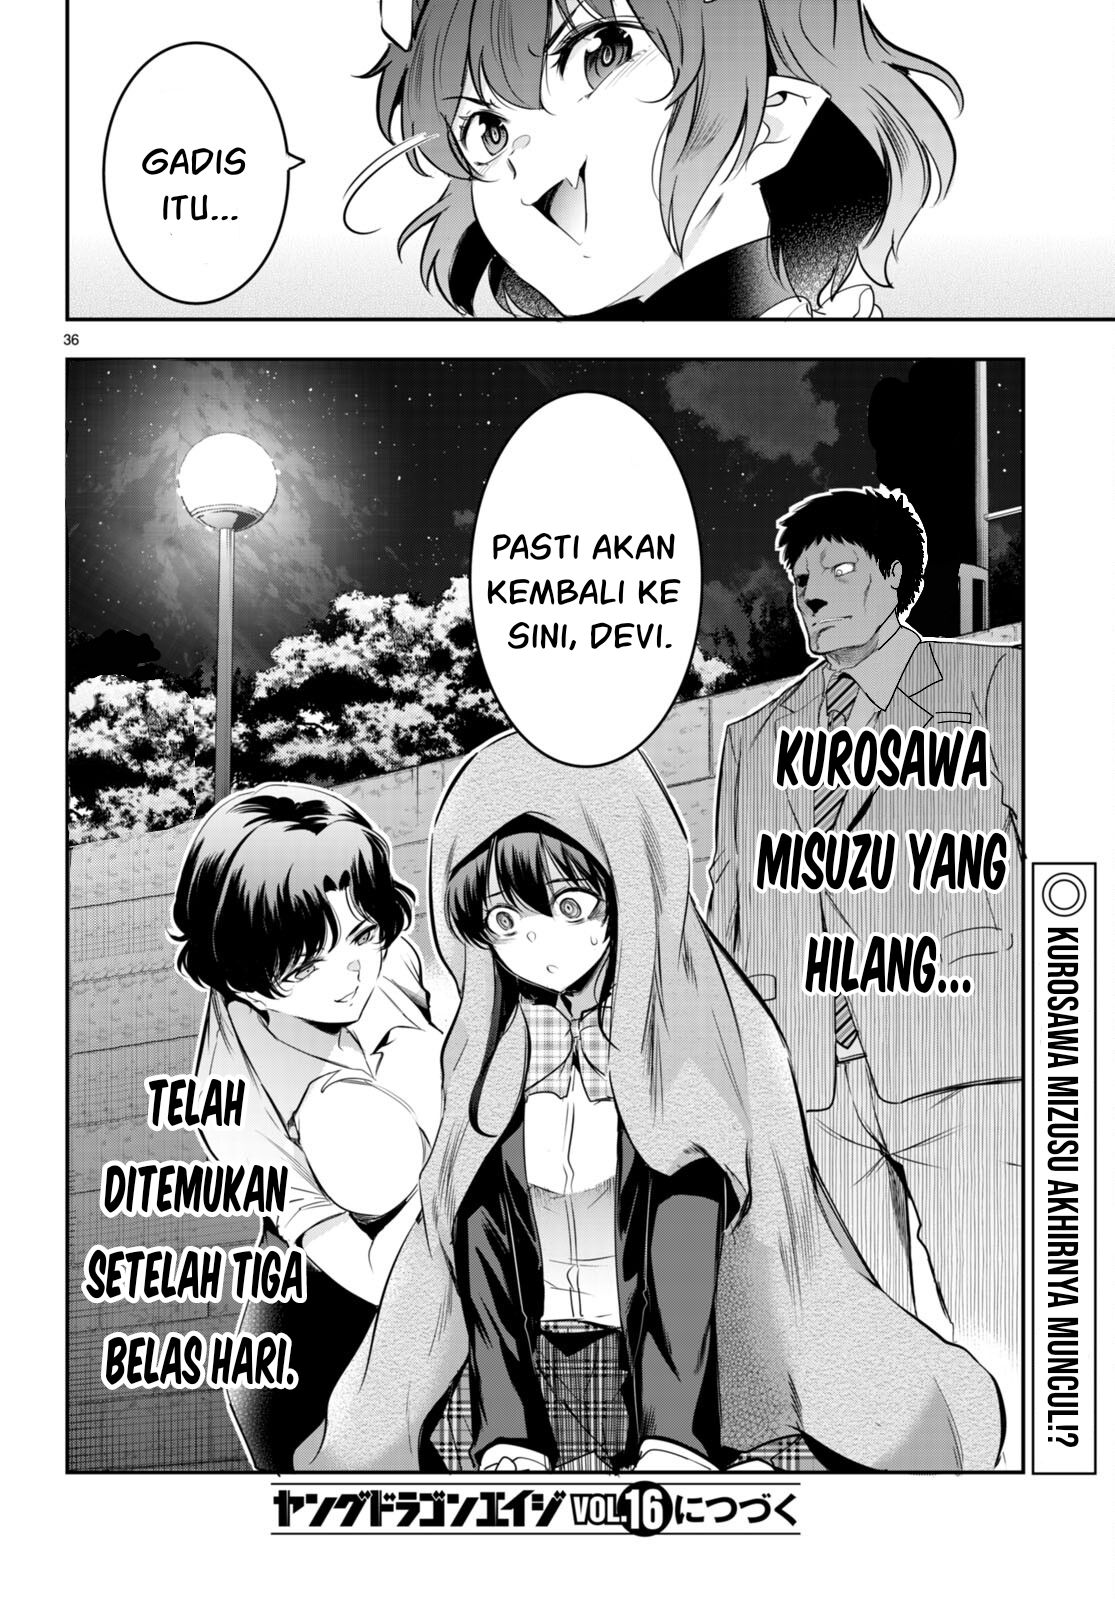 GADIS
ITU...
36
PASTI AKAN
KEMBALI KE
SINI, DEVI.
KUROSAWA
MISUZU YANG
HILANG...
TELAH
DITEMUKAN
SETELAH TIGA
BELAS HARI.
◎ KUROSAWA MIZUSU AKHIRNYA MUNCUL!?
ヤングドラゴンエイジ VOL.16につづく